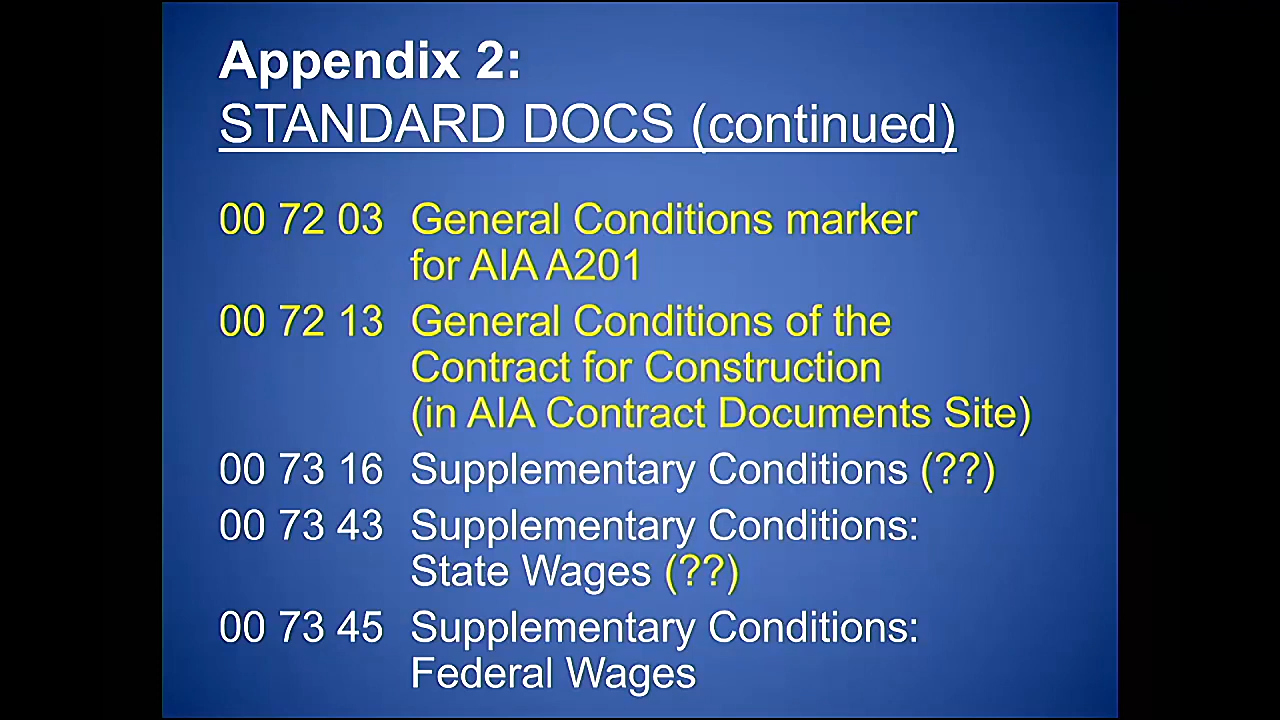 Appendix 2:
STANDARD DOCS (continued)
00 72 03 General Conditions marker
for AIA A201
00 72 13 General Conditions of the
Contract for Construction
(in AIA Contract Documents Site)
00 73 16 Supplementary Conditions (??)
00 73 43 Supplementary Conditions:
State Wages (??)
00 73 45 Supplementary Conditions:
Federal Wages